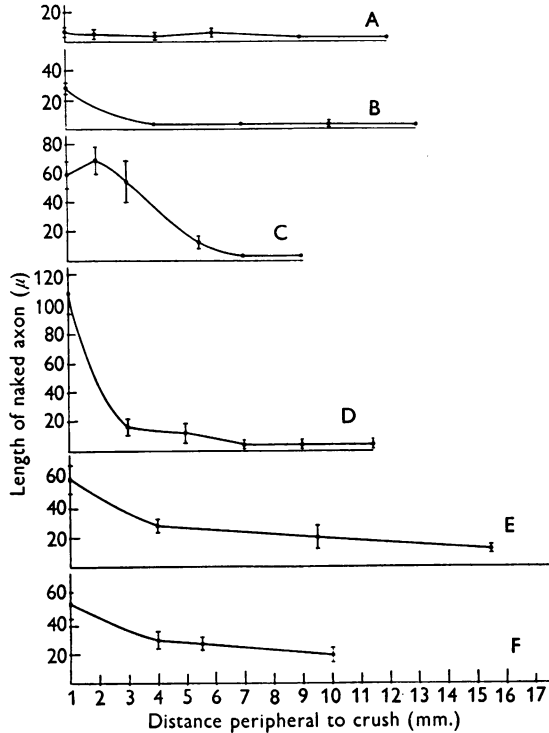 20
A
40
20
B
80
60
40
20
C
Length of naked axon (μ)
120
100
80
60
40
20
D
60
40
20
E
60
40
20
F
1 2 3 4 5 6 7 8 9 10 11 12 13 14 15 16 17
Distance peripheral to crush (mm.)